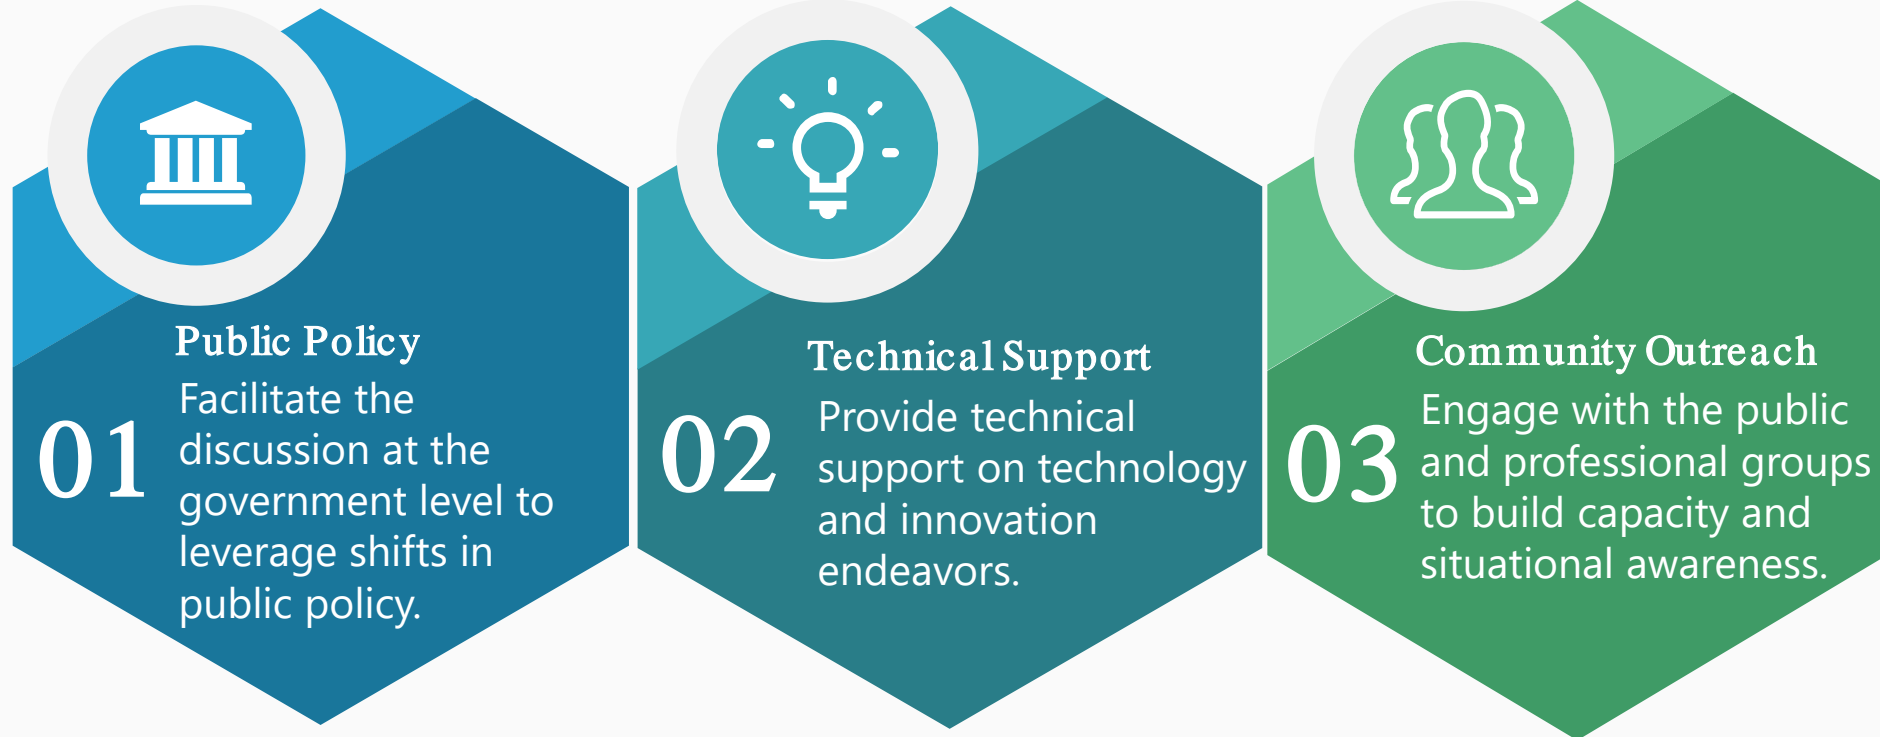 Public Policy
01
Facilitate the
discussion at the
government level to
leverage shifts in
public policy.
Technical Support
02
Provide technical
support on technology
and innovation
endeavors.
Community Outreach
03
Engage with the public
and professional groups
to build capacity and
situational awareness.